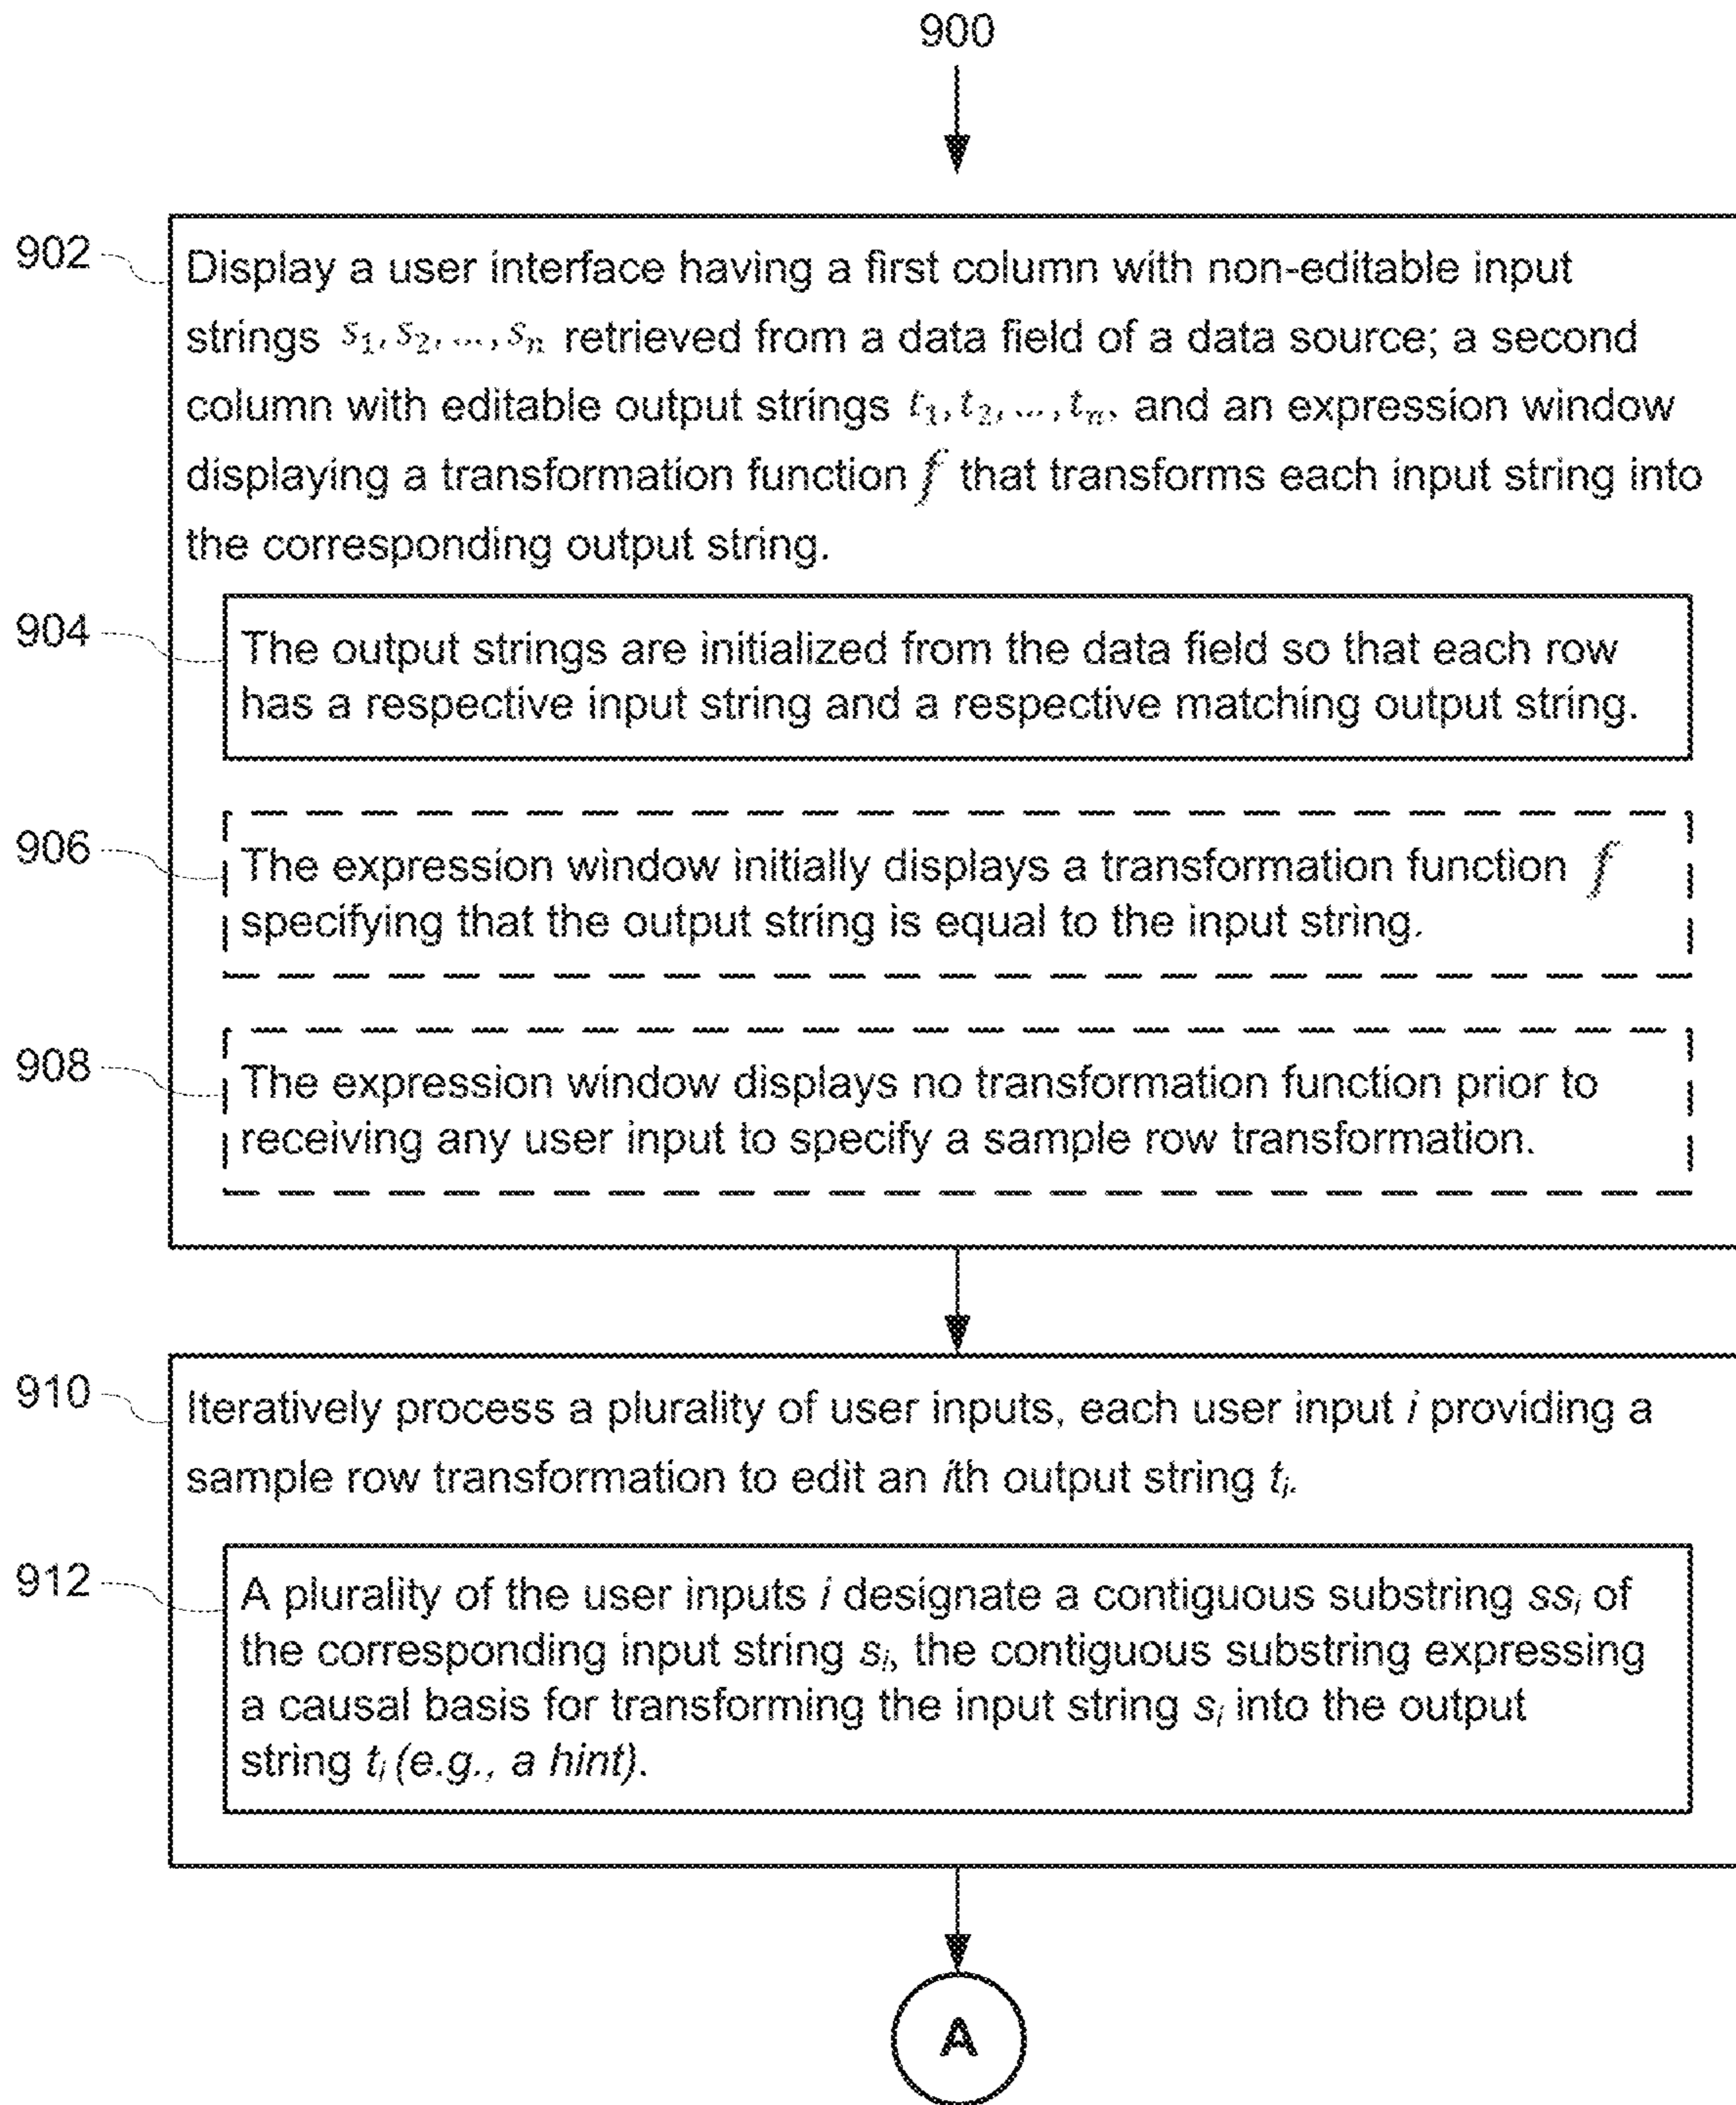 900
902
Display a user interface having a first column with non-editable input
strings s₁, s₂, ..., sₙ retrieved from a data field of a data source; a second
column with editable output strings t₁, t₂, ..., tₙ, and an expression window
displaying a transformation function f that transforms each input string into
the corresponding output string.
904
The output strings are initialized from the data field so that each row
has a respective input string and a respective matching output string.
906
The expression window initially displays a transformation function f
specifying that the output string is equal to the input string.
908
The expression window displays no transformation function prior to
receiving any user input to specify a sample row transformation.
910
Iteratively process a plurality of user inputs, each user input i providing a
sample row transformation to edit an ith output string tᵢ.
912
A plurality of the user inputs i designate a contiguous substring ssᵢ of
the corresponding input string sᵢ, the contiguous substring expressing
a causal basis for transforming the input string sᵢ into the output
string tᵢ (e.g., a hint).
A